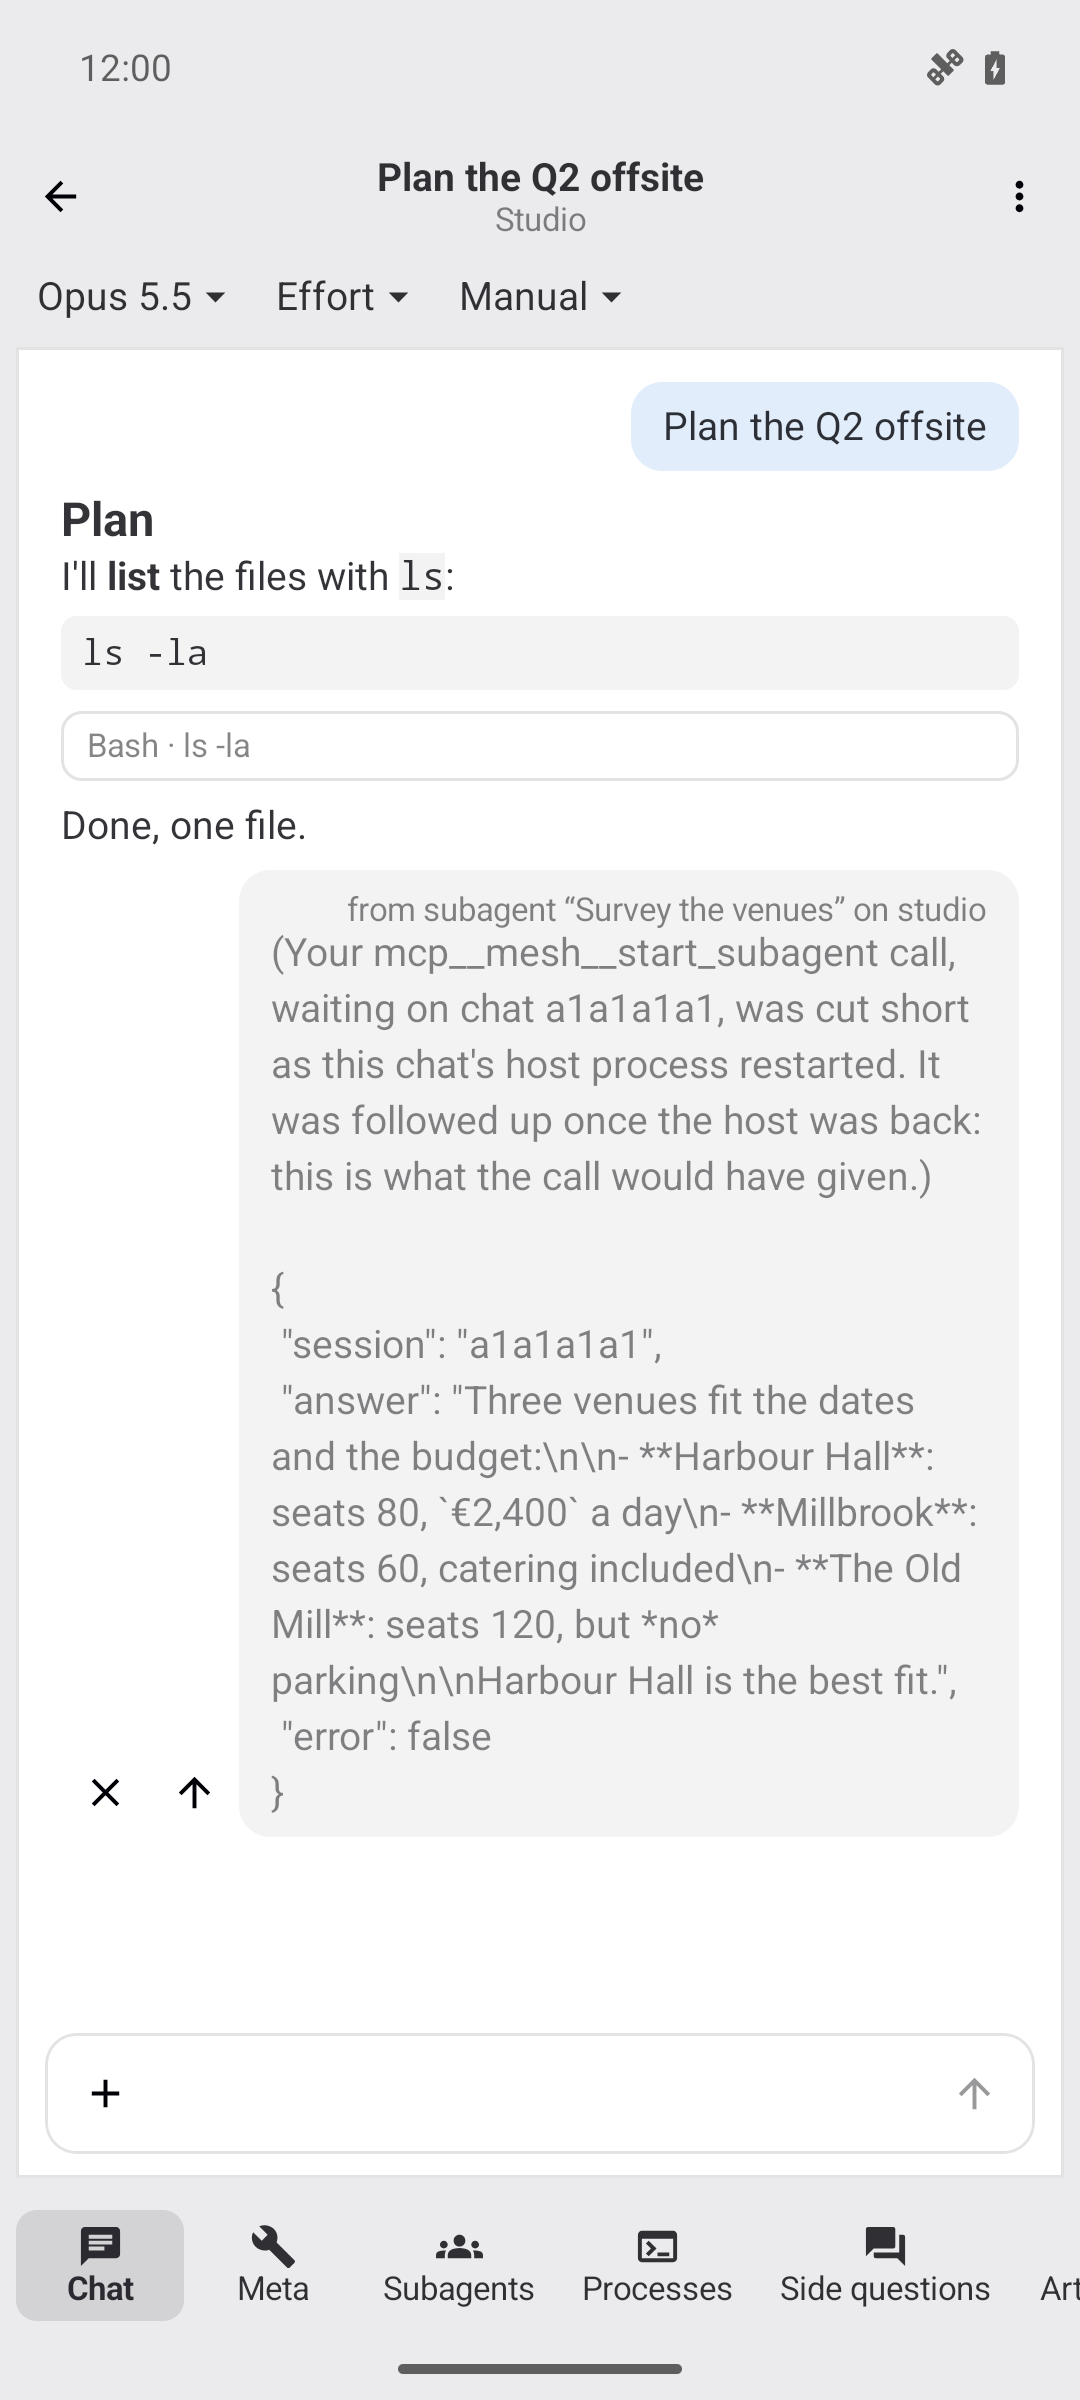 12:00
Plan the Q2 offsite
Studio
Opus 5.5
Effort
Manual
Plan the Q2 offsite
Plan
I'll list the files with ls:
ls -la
Bash · ls -la
Done, one file.
from subagent “Survey the venues” on studio
(Your mcp__mesh__start_subagent call,
waiting on chat a1a1a1a1, was cut short
as this chat's host process restarted. It
was followed up once the host was back:
this is what the call would have given.)
{
"session": "a1a1a1a1",
"answer": "Three venues fit the dates
and the budget:\n\n- **Harbour Hall**:
seats 80, `€2,400` a day\n- **Millbrook**:
seats 60, catering included\n- **The Old
Mill**: seats 120, but *no*
parking\n\nHarbour Hall is the best fit.",
"error": false
}
Chat
Meta
Subagents
Processes
Side questions
Art